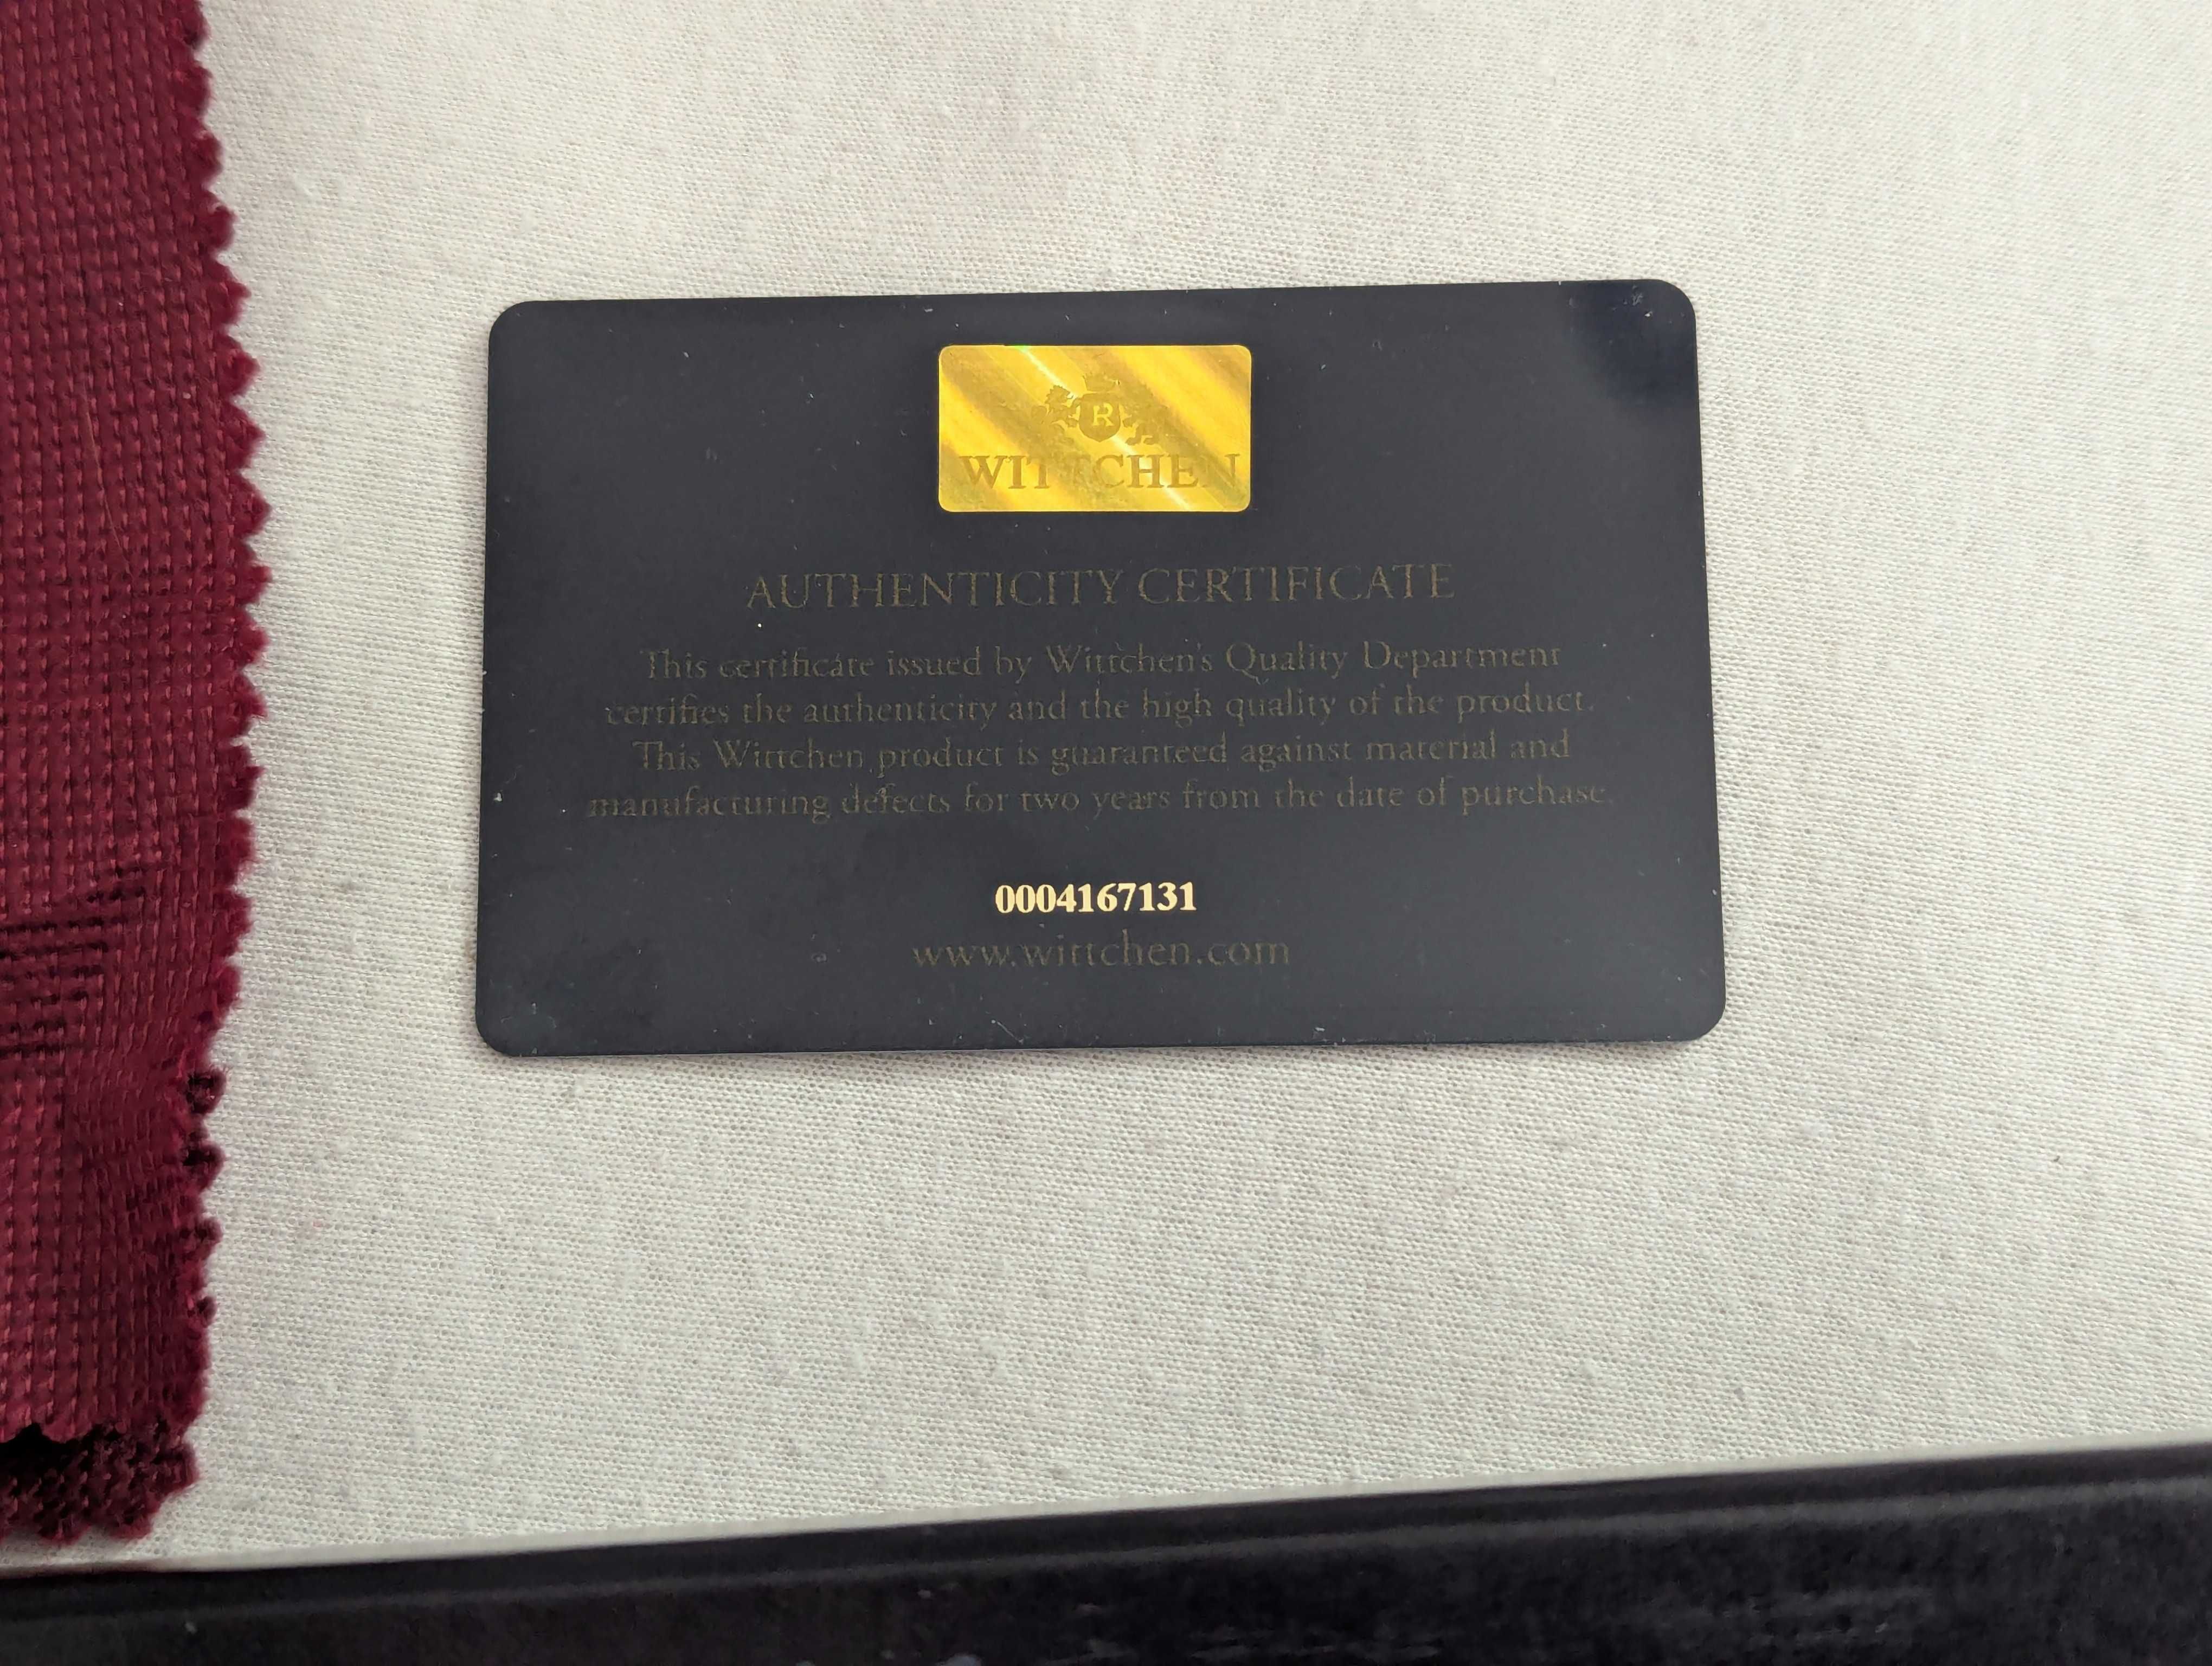 R
WITTCHEN
AUTHENTICITY CERTIFICATE
This certificate issued by Wittchen's Quality Department
certifies the authenticity and the high quality of the product.
This Wittchen product is guaranteed against material and
manufacturing defects for two years from the date of purchase.
0004167131
www.wittchen.com